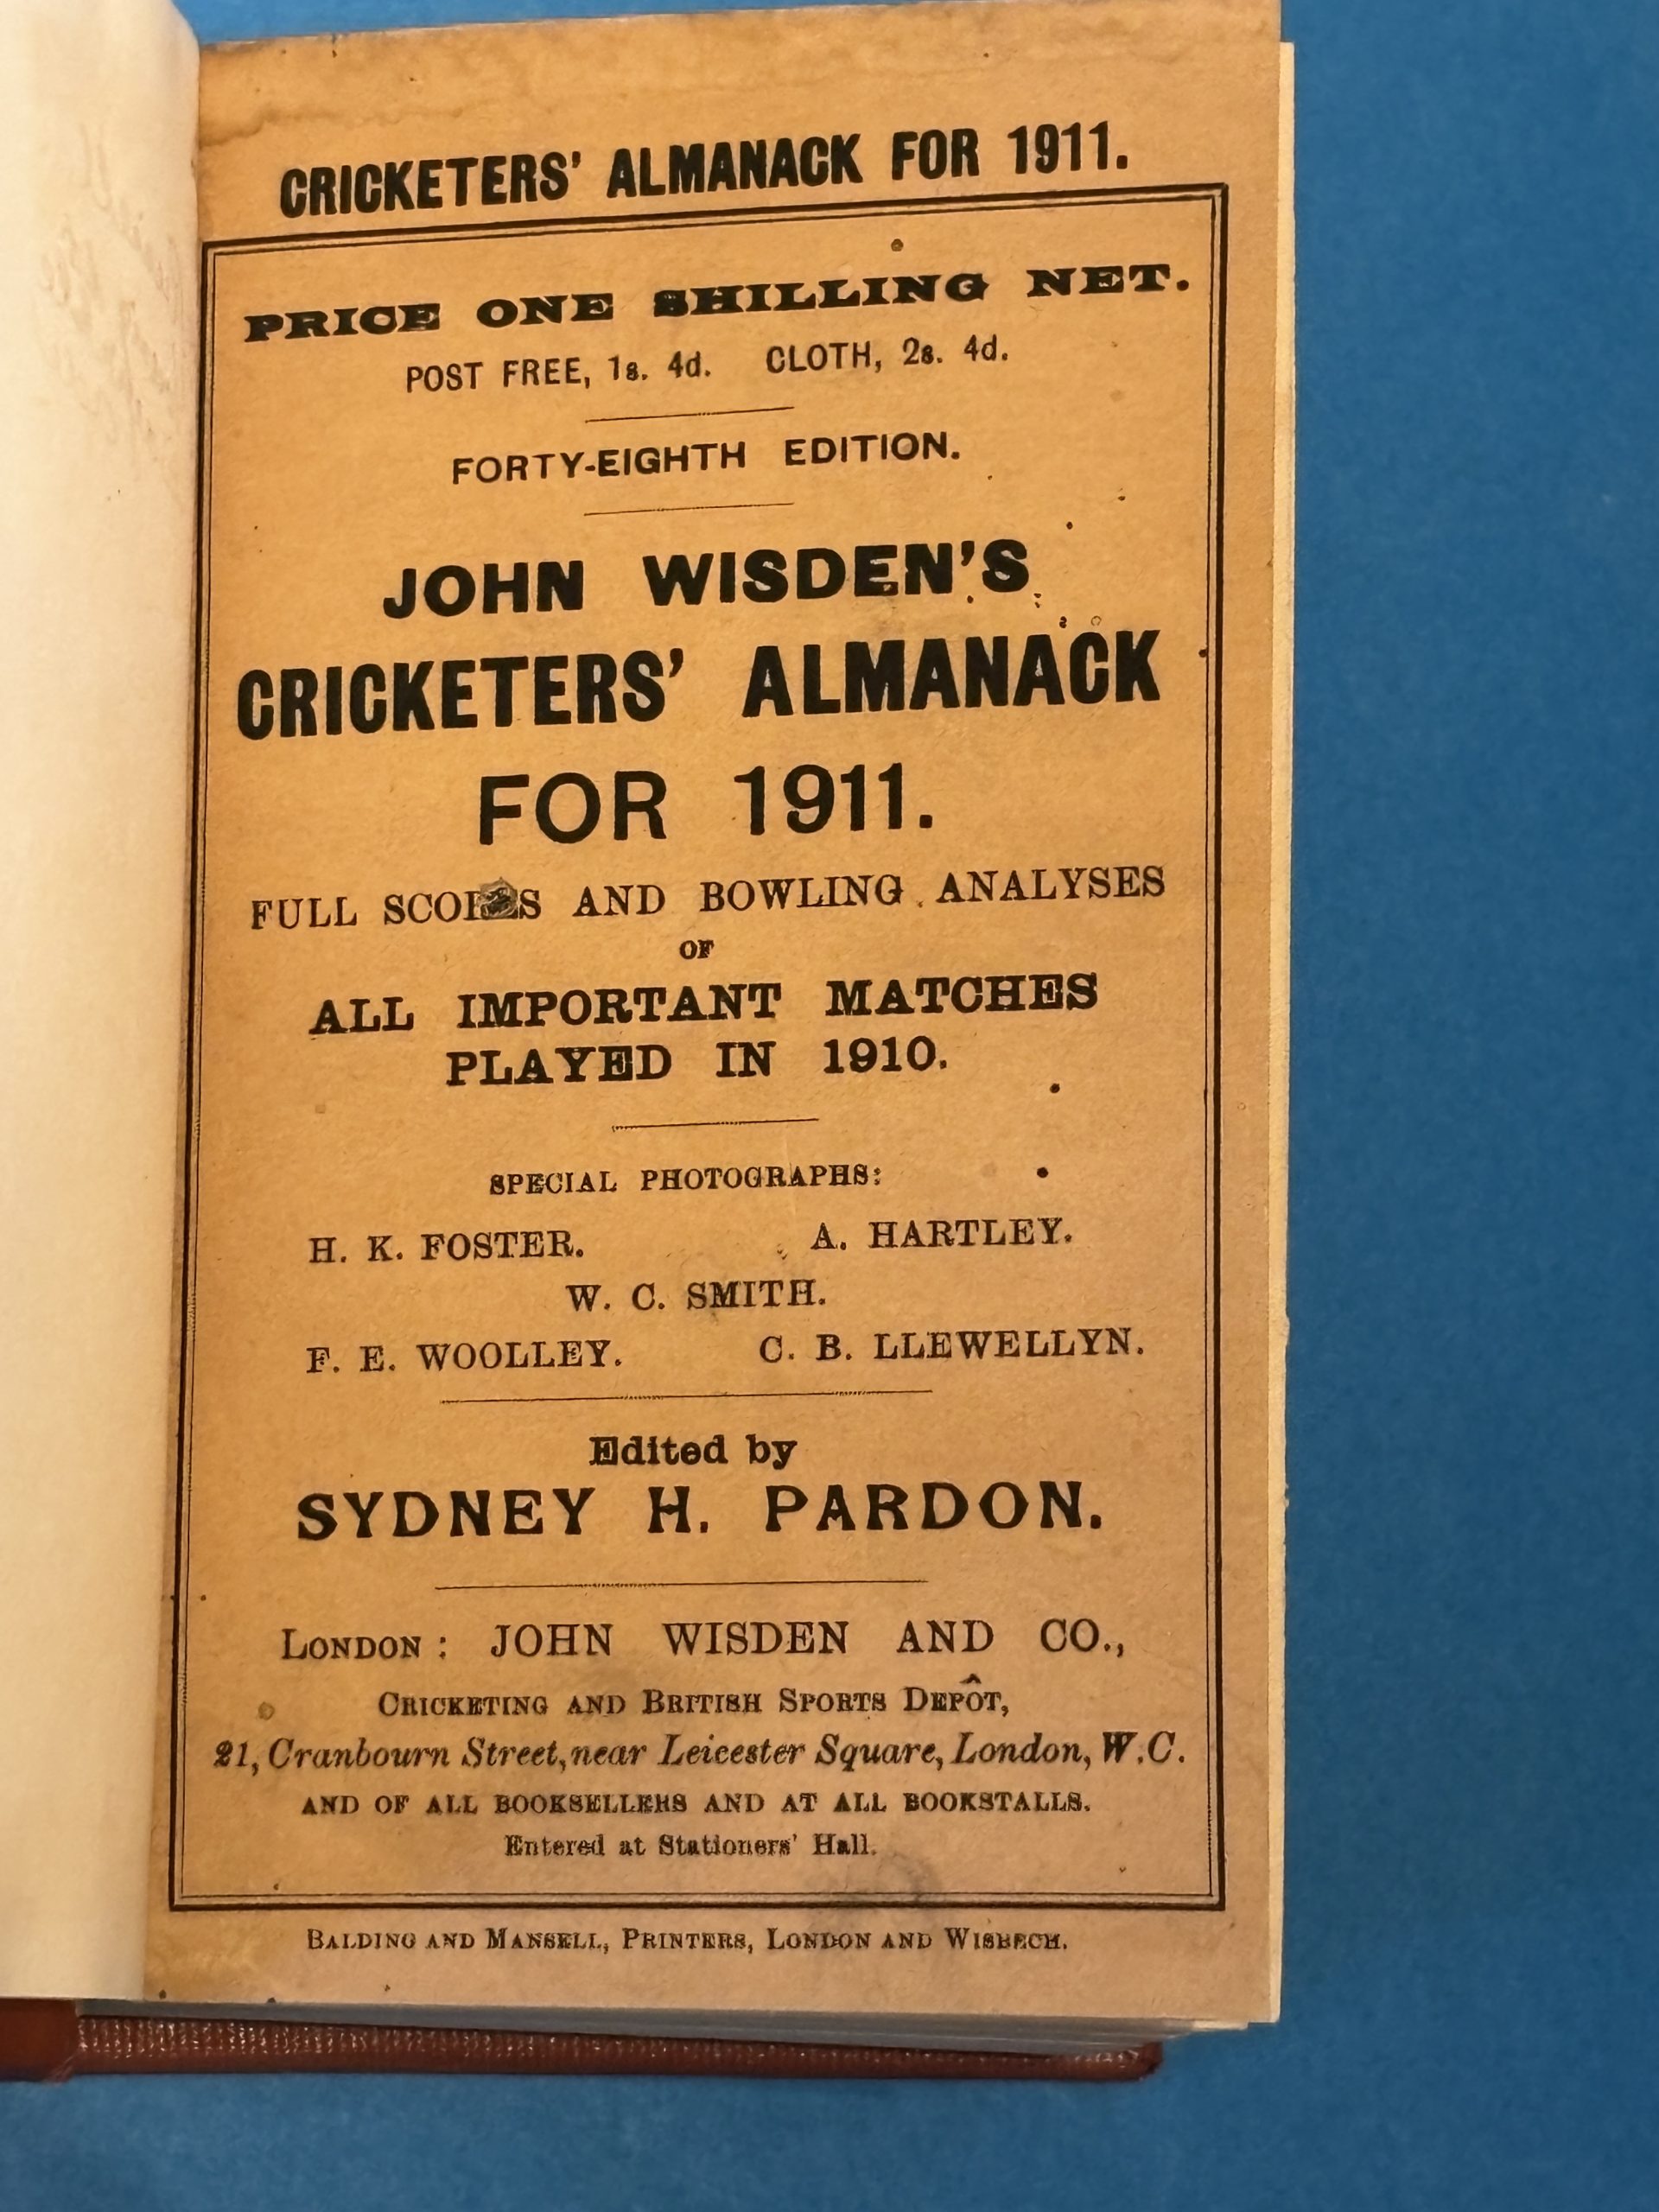 CRICKETERS' ALMANACK FOR 1911.
PRICE ONE SHILLING NET.
POST FREE, 1s. 4d. CLOTH, 2s. 4d.
FORTY-EIGHTH EDITION.
JOHN WISDEN'S
CRICKETERS' ALMANACK
FOR 1911.
FULL SCORES AND BOWLING ANALYSES
OF
ALL IMPORTANT MATCHES
PLAYED IN 1910.
SPECIAL PHOTOGRAPHS:
H. K. FOSTER. A. HARTLEY.
W. C. SMITH.
F. E. WOOLLEY. C. B. LLEWELLYN.
Edited by
SYDNEY H. PARDON.
LONDON: JOHN WISDEN AND CO.,
CRICKETING AND BRITISH SPORTS DEPÔT,
21, Cranbourn Street, near Leicester Square, London, W.C.
AND OF ALL BOOKSELLERS AND AT ALL BOOKSTALLS.
Entered at Stationers' Hall.
BALDING AND MANSELL, PRINTERS, LONDON AND WISBECH.